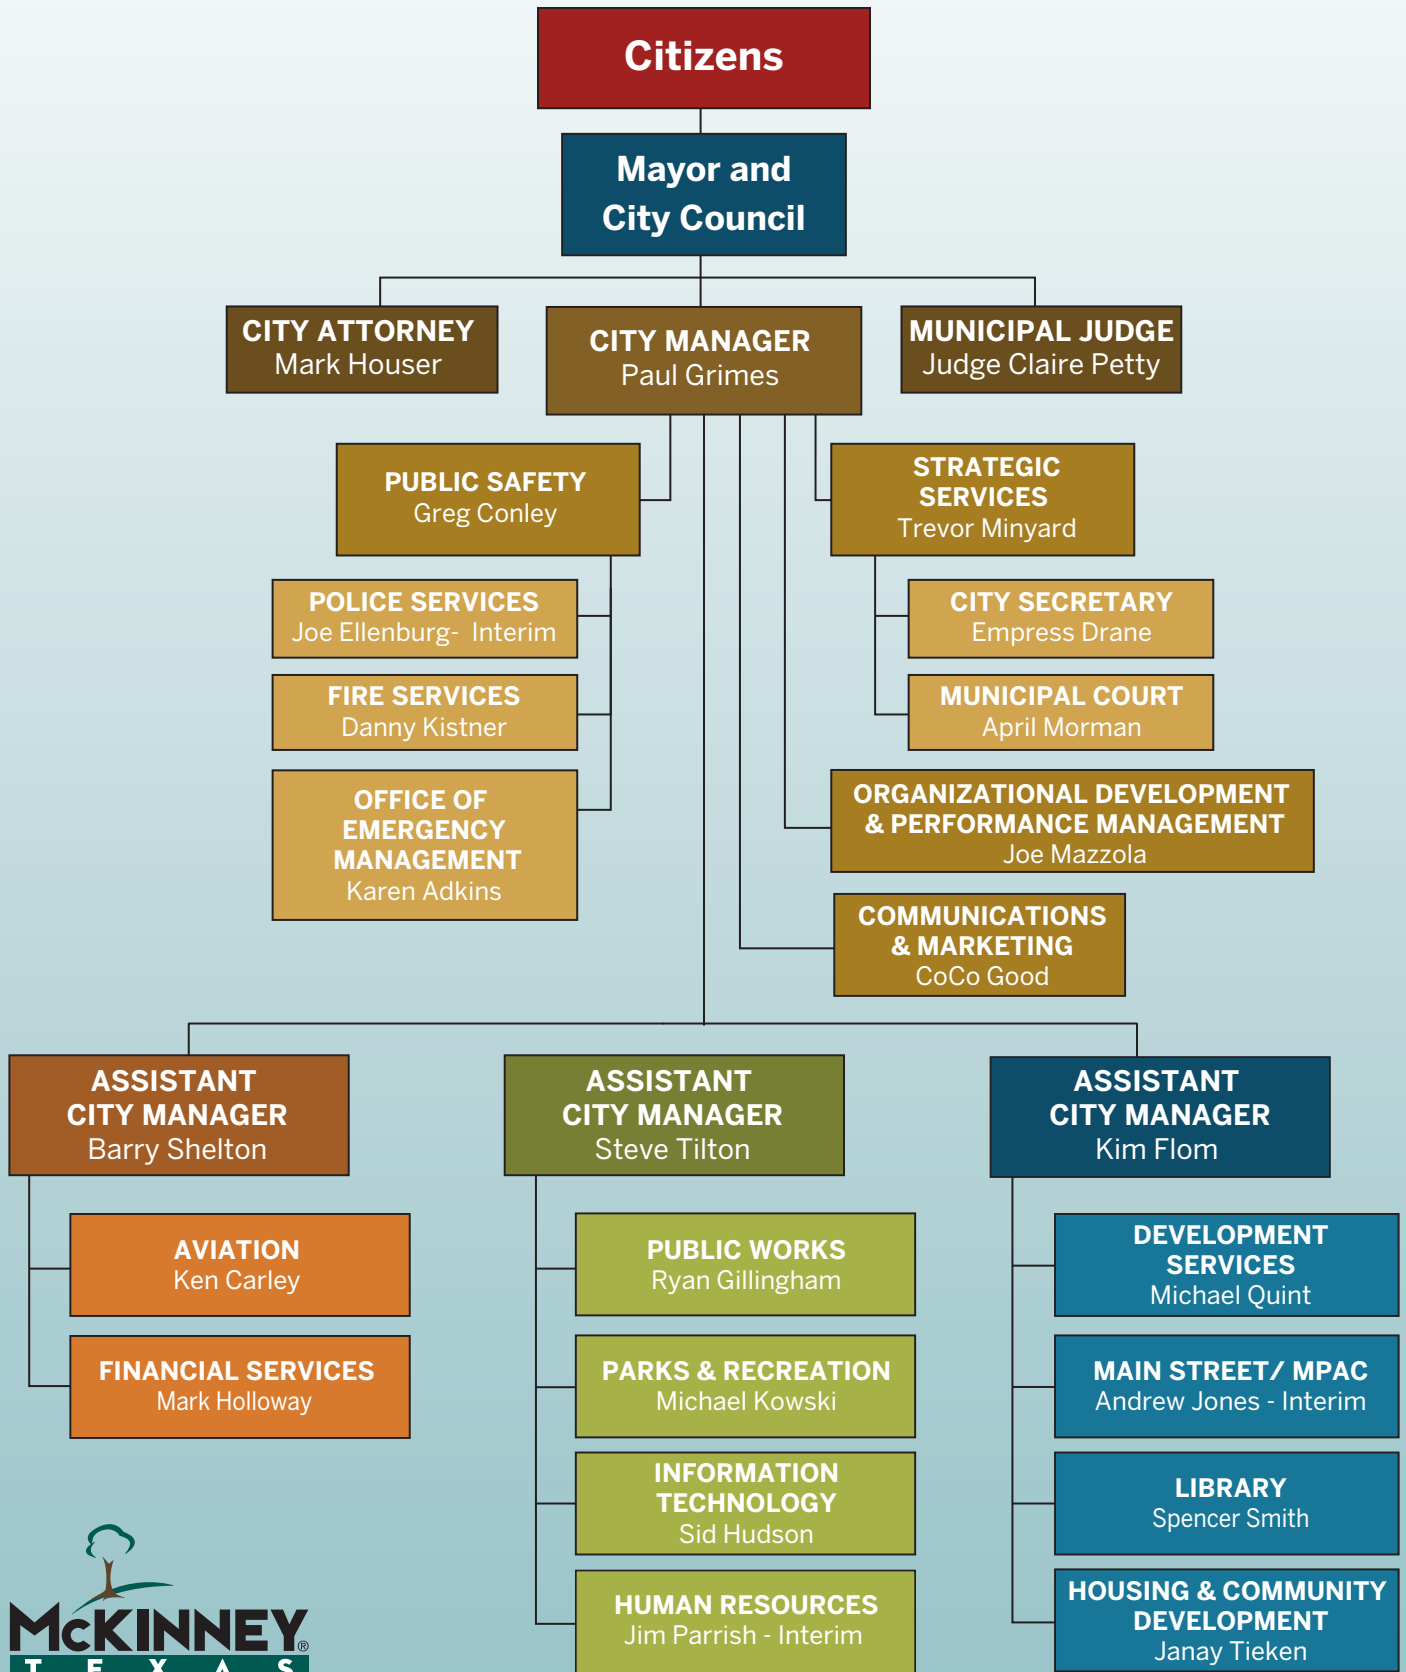 Citizens
Mayor and
City Council
CITY ATTORNEY
Mark Houser
CITY MANAGER
Paul Grimes
MUNICIPAL JUDGE
Judge Claire Petty
PUBLIC SAFETY
Greg Conley
STRATEGIC
SERVICES
Trevor Minyard
POLICE SERVICES
Joe Ellenburg-  Interim
FIRE SERVICES
Danny Kistner
OFFICE OF
EMERGENCY
MANAGEMENT
Karen Adkins
CITY SECRETARY
Empress Drane
MUNICIPAL COURT
April Morman
ORGANIZATIONAL DEVELOPMENT
& PERFORMANCE MANAGEMENT
Joe Mazzola
COMMUNICATIONS
& MARKETING
CoCo Good
ASSISTANT
CITY MANAGER
Barry Shelton
AVIATION
Ken Carley
FINANCIAL SERVICES
Mark Holloway
ASSISTANT
CITY MANAGER
Steve Tilton
PUBLIC WORKS
Ryan Gillingham
PARKS & RECREATION
Michael Kowski
INFORMATION
TECHNOLOGY
Sid Hudson
HUMAN RESOURCES
Jim Parrish - Interim
ASSISTANT
CITY MANAGER
Kim Flom
DEVELOPMENT
SERVICES
Michael Quint
MAIN STREET/ MPAC
Andrew Jones - Interim
LIBRARY
Spencer Smith
HOUSING & COMMUNITY
DEVELOPMENT
Janay Tieken
McKINNEY®
TEXAS